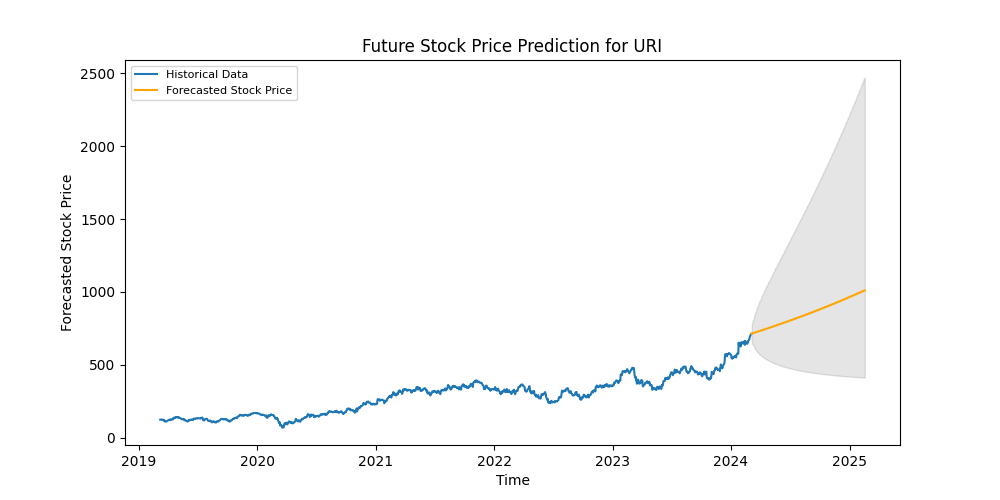 Future Stock Price Prediction for URI
Historical Data
Forecasted Stock Price
Forecasted Stock Price
2500
2000
1500
1000
500
0
2019 2020 2021 2022 2023 2024 2025
Time